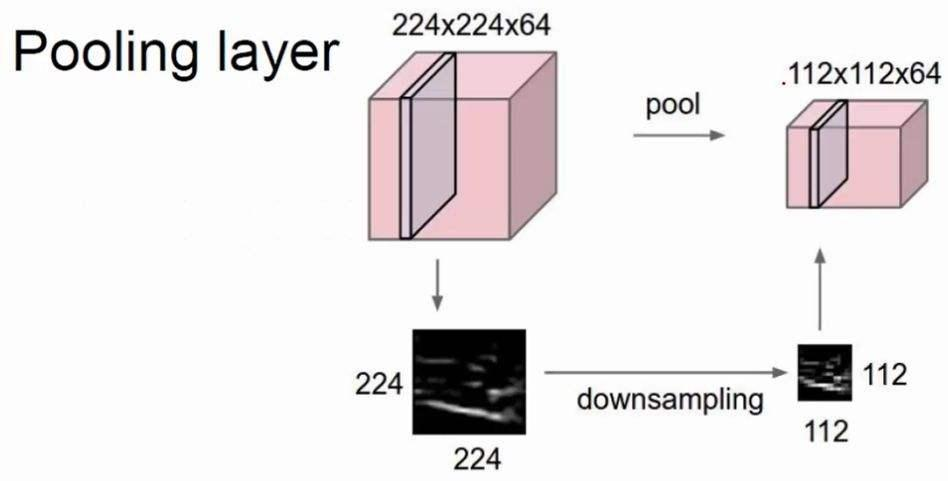 Pooling layer
224x224x64
pool
.112x112x64
224
224
downsampling
112
112